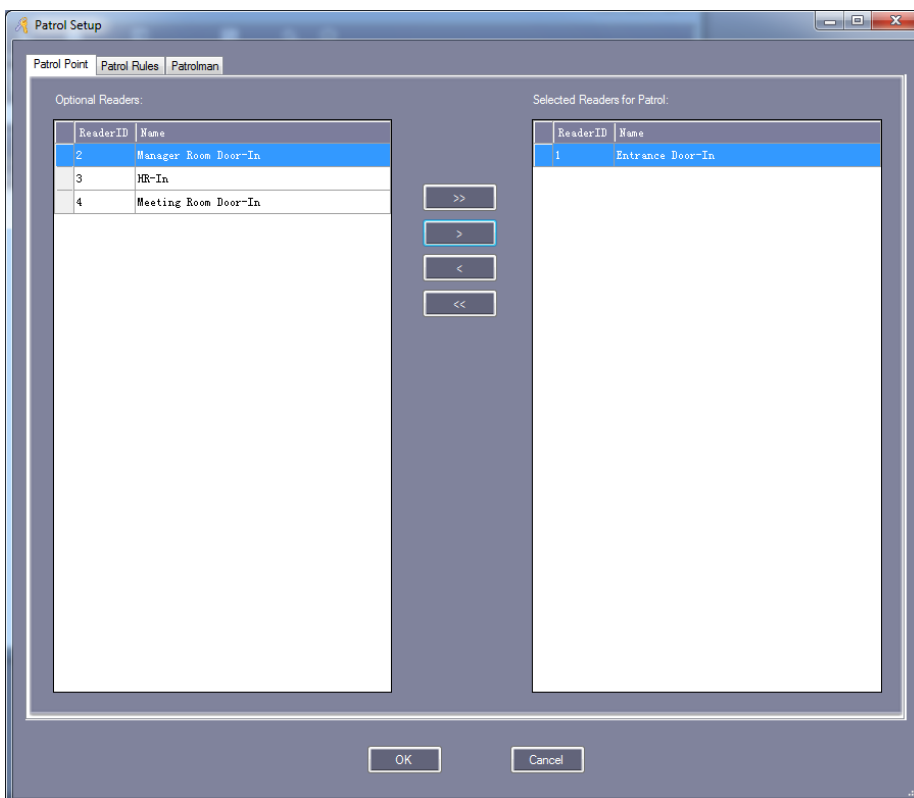 Patrol Setup
Patrol Point Patrol Rules Patrolman
Optional Readers:
ReaderID Name
2 Manager Room Door-In
3 HR-In
4 Meeting Room Door-In
>>
>
<
<<
Selected Readers for Patrol:
ReaderID Name
1 Entrance Door-In
OK Cancel